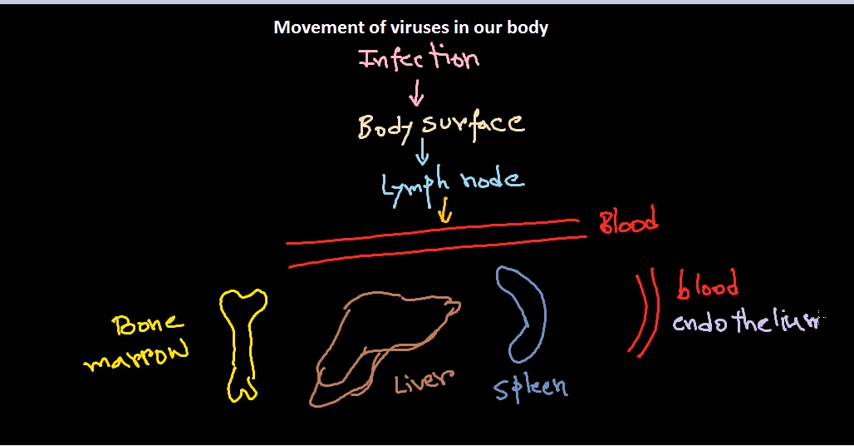 Movement of viruses in our body
Infection
Body surface
Lymph node
Blood
blood
endothelium
Bone
marrow
Liver
Spleen